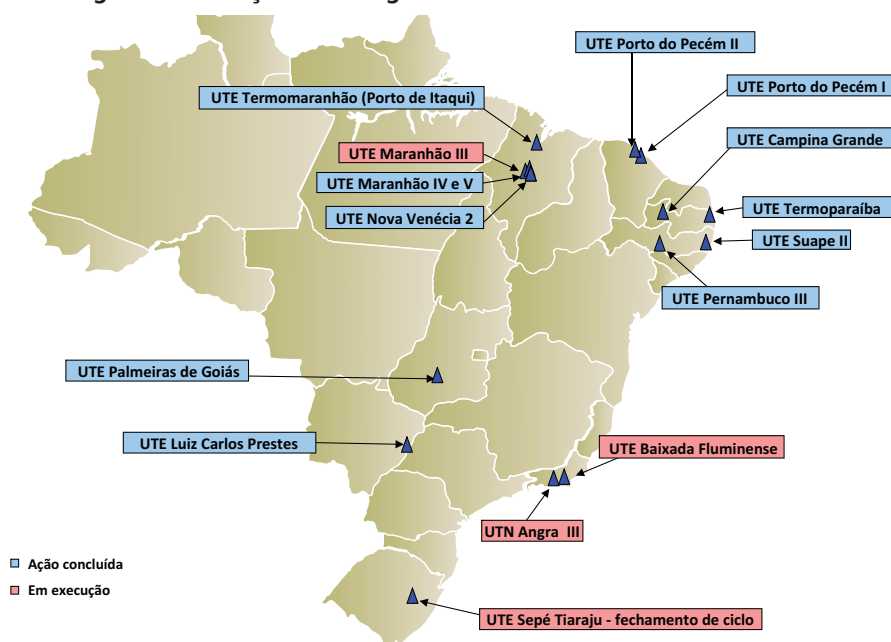 UTE Porto do Pecém II
UTE Termomaranhão (Porto de Itaqui)
UTE Porto do Pecém I
UTE Campina Grande
UTE Maranhão III
UTE Maranhão IV e V
UTE Nova Venécia 2
UTE Termoparaíba
UTE Suape II
UTE Pernambuco III
UTE Palmeiras de Goiás
UTE Luiz Carlos Prestes
UTE Baixada Fluminense
UTN Angra III
Ação concluída
Em execução
UTE Sepé Tiaraju - fechamento de ciclo